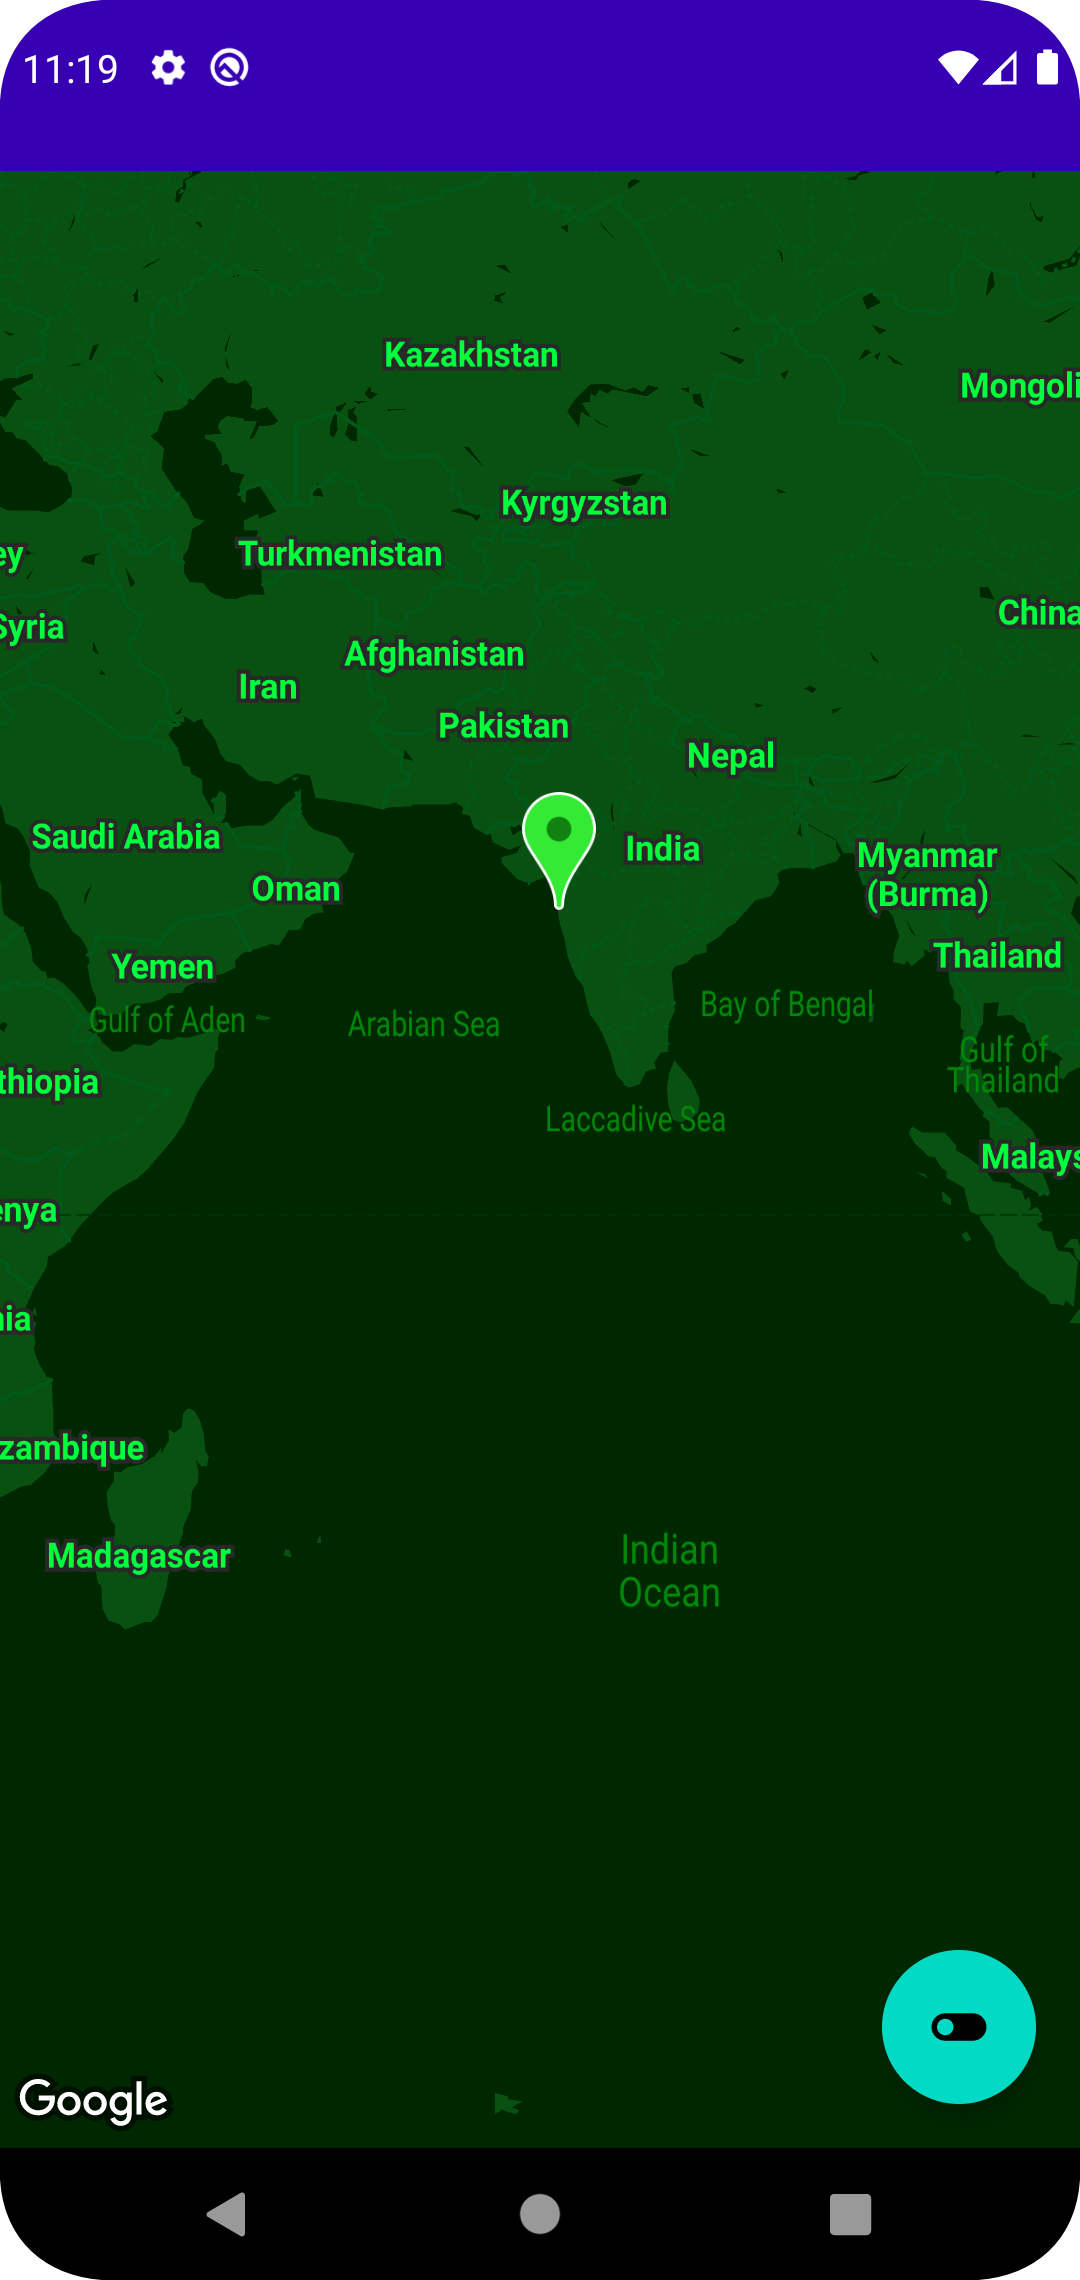 11:19
Kazakhstan
Mongoli
Kyrgyzstan
Turkmenistan
ey
China
Syria
Afghanistan
Iran
Pakistan
Nepal
Saudi Arabia
India
Myanmar
(Burma)
Oman
Thailand
Yemen
Gulf of Aden
Arabian Sea
Bay of Bengal
Gulf of
Thailand
thiopia
Laccadive Sea
Malays
enya
nia
zambique
Madagascar
Indian
Ocean
Google